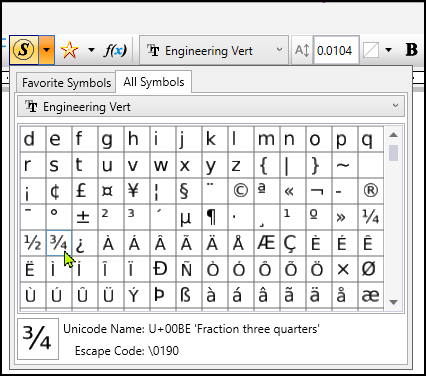 S f(x) Engineering Vert 0.0104 B
Favorite Symbols All Symbols
Engineering Vert
d e f g h i j k l m n o p q
r s t u v w x y z { | } ~
¡ ¢ £ ¤ ¥ ¦ § ¨ © ª « ¬ - ®
¯ ° ± ² ³ ´ µ ¶ · ¸ ¹ º » ¼
½ ¾ ¿ À Á Â Ã Ä Å Æ Ç È É Ê
Ë Ì Í Î Ï Ð Ñ Ò Ó Ô Õ Ö × Ø
Ù Ú Û Ü Ý Þ ß à á â ã ä å æ
¾ Unicode Name: U+00BE 'Fraction three quarters'
Escape Code: \0190